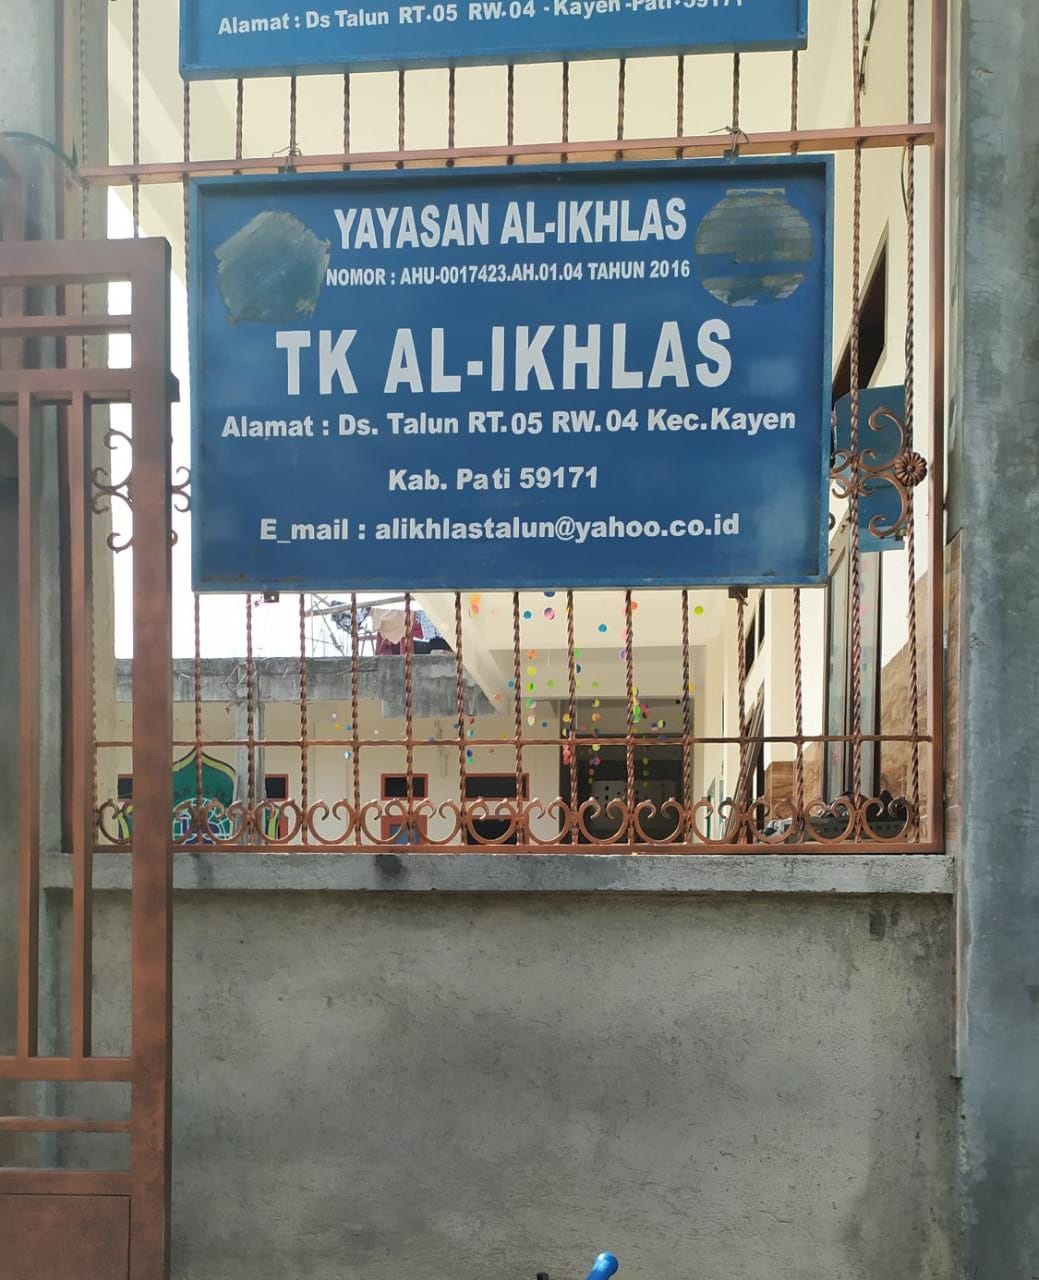 Alamat : Ds Talun RT.05 RW.04 - Kayen -Pati 59171
YAYASAN AL-IKHLAS
NOMOR : AHU-0017423.AH.01.04 TAHUN 2016
TK AL-IKHLAS
Alamat : Ds. Talun RT.05 RW.04 Kec.Kayen
Kab. Pati 59171
E_mail : alikhlastalun@yahoo.co.id